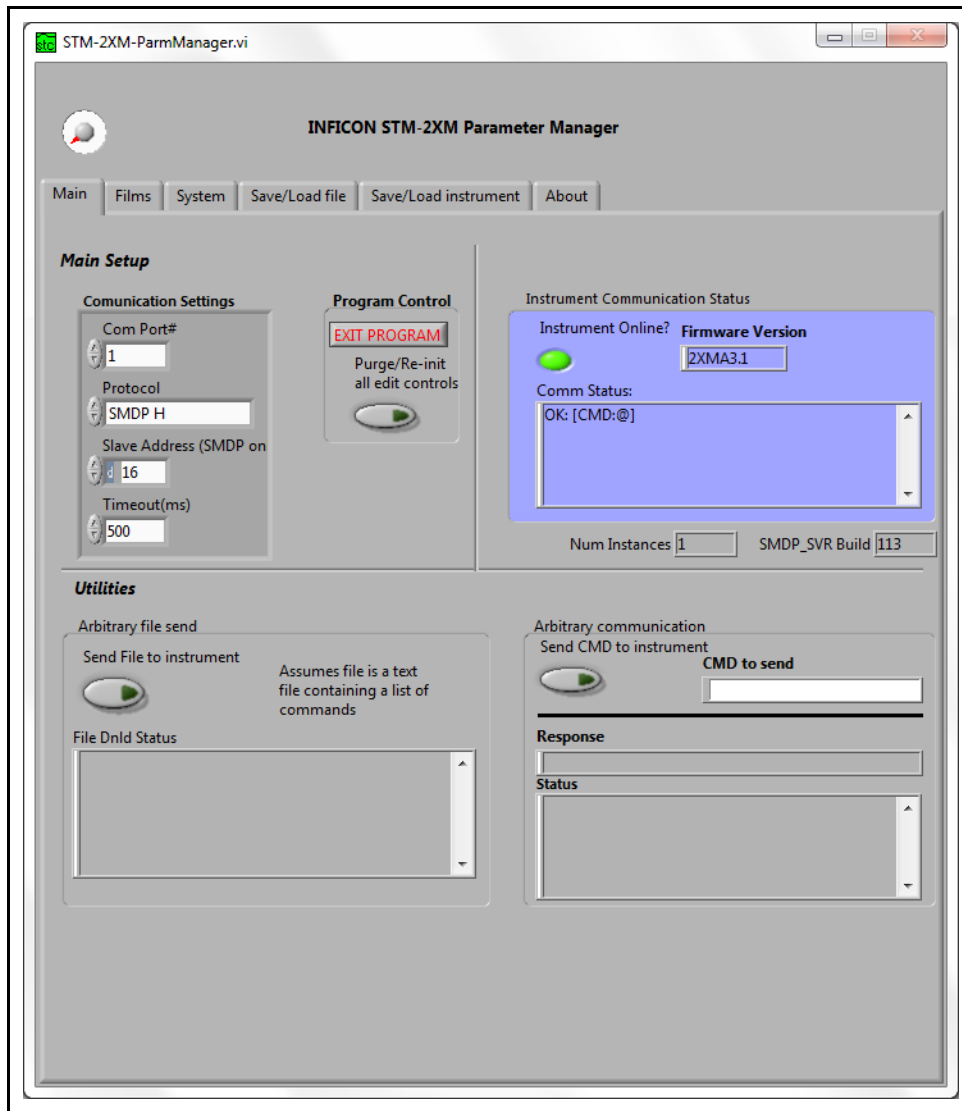 stc STM-2XM-ParmManager.vi
INFICON STM-2XM Parameter Manager
Main Films System Save/Load file Save/Load instrument About
Main Setup
Comunication Settings
Com Port#
1
Protocol
SMDP H
Slave Address (SMDP on
d 16
Timeout(ms)
500
Program Control
EXIT PROGRAM
Purge/Re-init
all edit controls
Instrument Communication Status
Instrument Online?
Firmware Version
2XMA3.1
Comm Status:
OK: [CMD:@]
Num Instances 1
SMDP_SVR Build 113
Utilities
Arbitrary file send
Send File to instrument
Assumes file is a text
file containing a list of
commands
File Dnld Status
Arbitrary communication
Send CMD to instrument
CMD to send
Response
Status